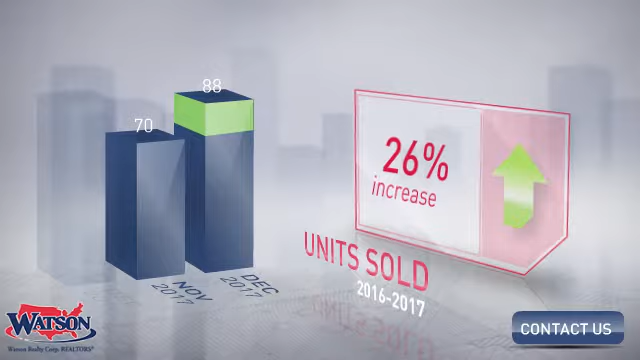 88
70
26%
increase
NOV
2017
DEC
2017
UNITS SOLD
2016-2017
WATSON
Watson Realty Corp. REALTORS®
CONTACT US